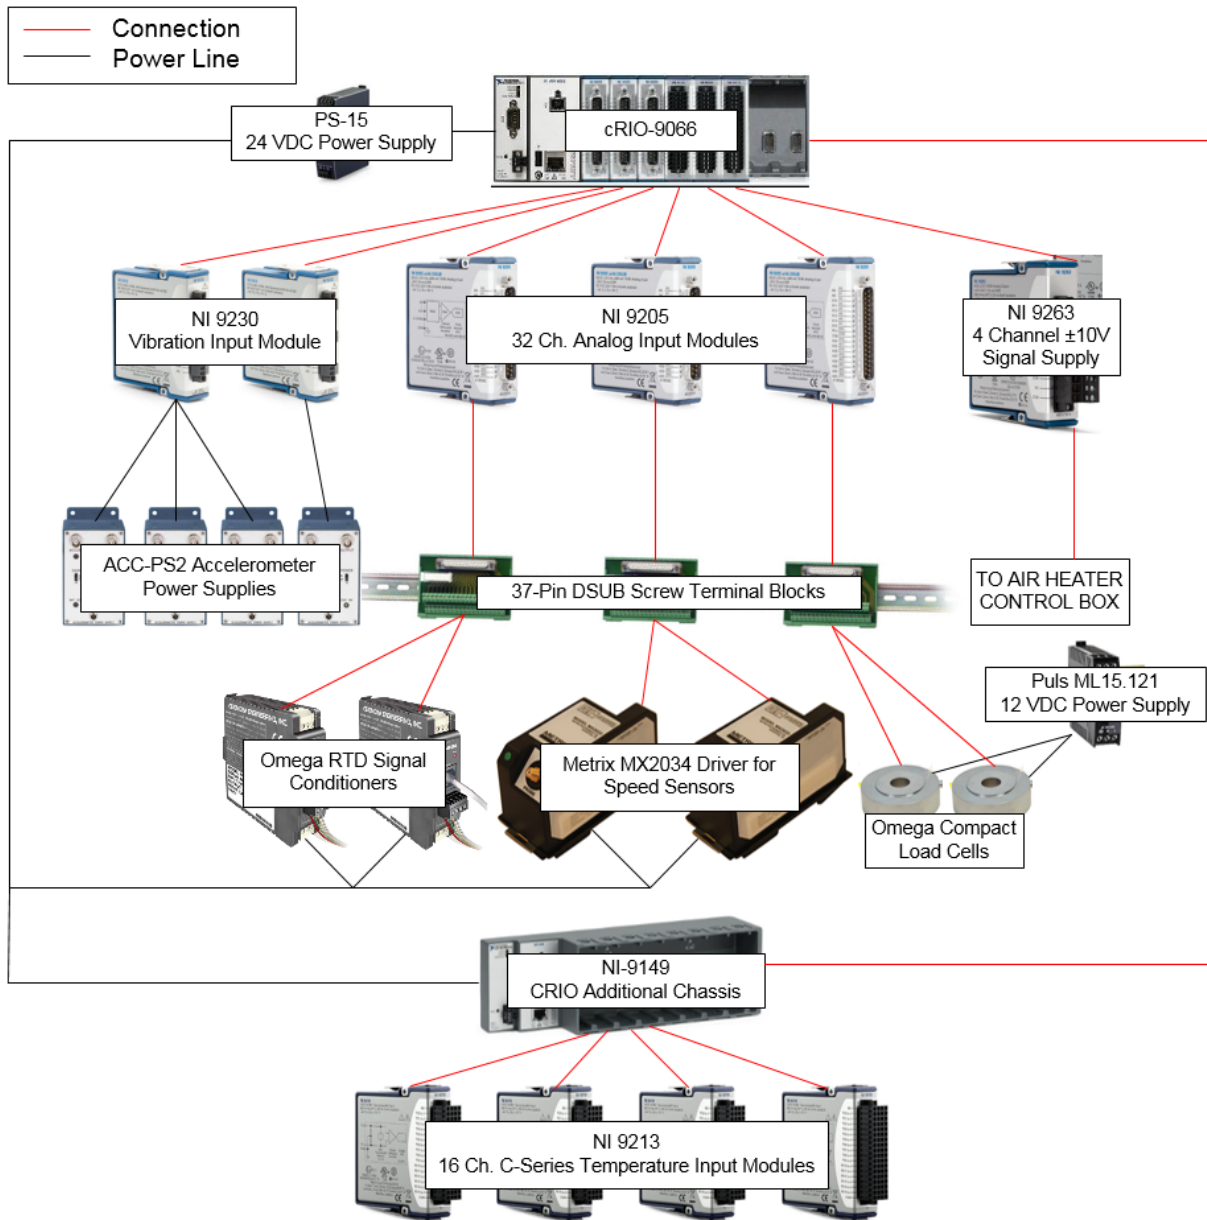 Connection
Power Line
PS-15
24 VDC Power Supply
cRIO-9066
NI 9230
Vibration Input Module
NI 9205
32 Ch. Analog Input Modules
NI 9263
4 Channel ±10V
Signal Supply
ACC-PS2 Accelerometer
Power Supplies
37-Pin DSUB Screw Terminal Blocks
TO AIR HEATER
CONTROL BOX
Puls ML15.121
12 VDC Power Supply
Omega RTD Signal
Conditioners
Metrix MX2034 Driver for
Speed Sensors
Omega Compact
Load Cells
NI-9149
CRIO Additional Chassis
NI 9213
16 Ch. C-Series Temperature Input Modules